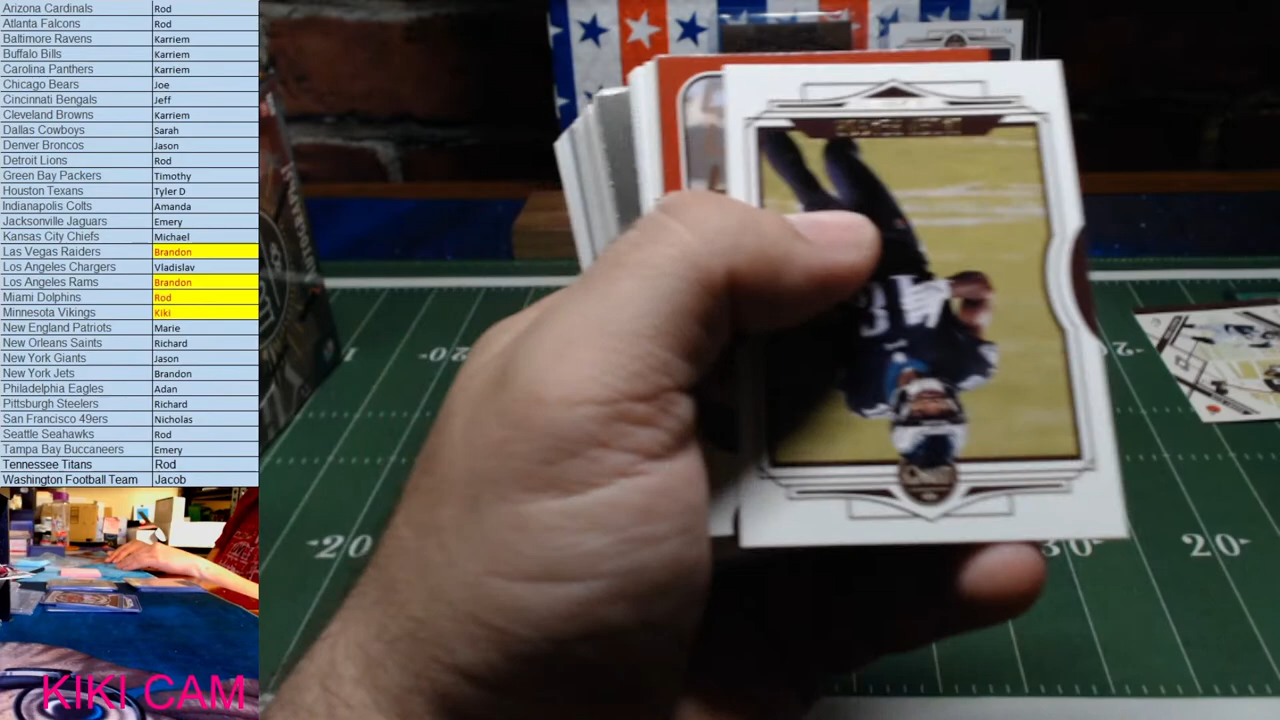 Arizona Cardinals Rod
Atlanta Falcons Rod
Baltimore Ravens Karriem
Buffalo Bills Karriem
Carolina Panthers Karriem
Chicago Bears Joe
Cincinnati Bengals Jeff
Cleveland Browns Karriem
Dallas Cowboys Sarah
Denver Broncos Jason
Detroit Lions Rod
Green Bay Packers Timothy
Houston Texans Tyler D
Indianapolis Colts Amanda
Jacksonville Jaguars Emery
Kansas City Chiefs Michael
Las Vegas Raiders Brandon
Los Angeles Chargers Vladislav
Los Angeles Rams Brandon
Miami Dolphins Rod
Minnesota Vikings Kiki
New England Patriots Marie
New Orleans Saints Richard
New York Giants Jason
New York Jets Brandon
Philadelphia Eagles Adan
Pittsburgh Steelers Richard
San Francisco 49ers Nicholas
Seattle Seahawks Rod
Tampa Bay Buccaneers Emery
Tennessee Titans Rod
Washington Football Team Jacob
KIKI CAM
20
20